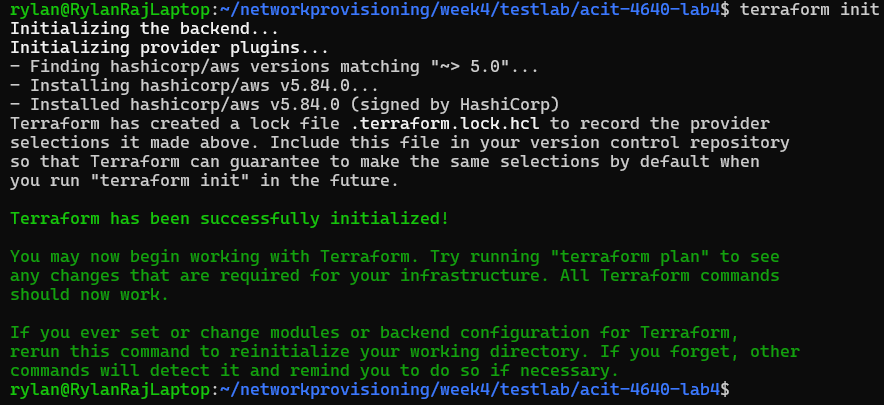 rylan@RylanRajLaptop:~/networkprovisioning/week4/testlab/acit-4640-lab4$ terraform init
Initializing the backend...
Initializing provider plugins...
- Finding hashicorp/aws versions matching "~> 5.0"...
- Installing hashicorp/aws v5.84.0...
- Installed hashicorp/aws v5.84.0 (signed by HashiCorp)
Terraform has created a lock file .terraform.lock.hcl to record the provider
selections it made above. Include this file in your version control repository
so that Terraform can guarantee to make the same selections by default when
you run "terraform init" in the future.
Terraform has been successfully initialized!
You may now begin working with Terraform. Try running "terraform plan" to see
any changes that are required for your infrastructure. All Terraform commands
should now work.
If you ever set or change modules or backend configuration for Terraform,
rerun this command to reinitialize your working directory. If you forget, other
commands will detect it and remind you to do so if necessary.
rylan@RylanRajLaptop:~/networkprovisioning/week4/testlab/acit-4640-lab4$